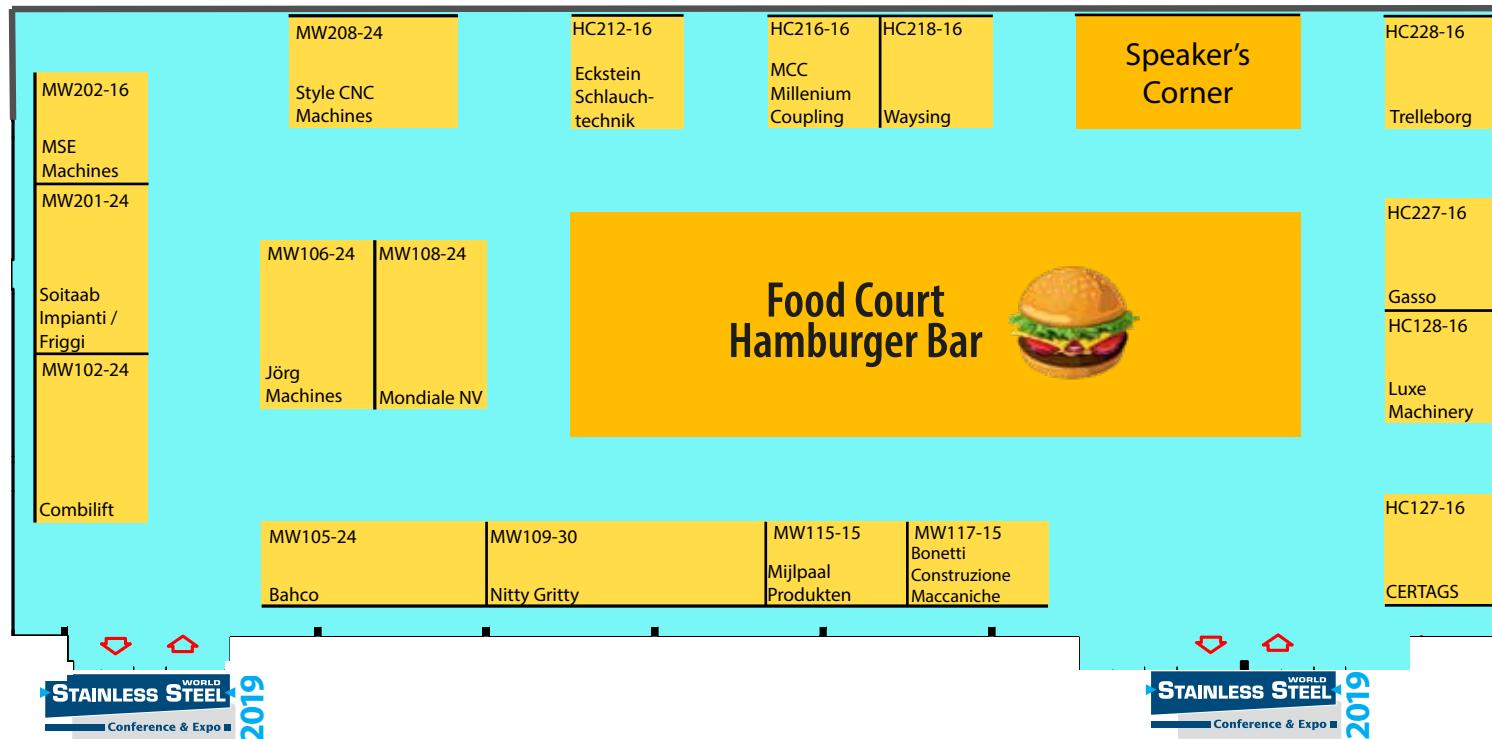 MW208-24
Style CNC
Machines
HC212-16
Eckstein
Schlauch-
technik
HC216-16
MCC
Millenium
Coupling
HC218-16
Waysing
Speaker's
Corner
HC228-16
Trelleborg
MW202-16
MSE
Machines
MW201-24
Soitaab
Impianti /
Friggi
MW102-24
Combilift
MW106-24
Jörg
Machines
MW108-24
Mondiale NV
Food Court
Hamburger Bar
HC227-16
Gasso
HC128-16
Luxe
Machinery
HC127-16
CERTAGS
MW105-24
Bahco
MW109-30
Nitty Gritty
MW115-15
Mijlpaal
Produkten
MW117-15
Bonetti
Construzione
Maccaniche
STAINLESS STEEL
WORLD
Conference & Expo
2019
STAINLESS STEEL
WORLD
Conference & Expo
2019